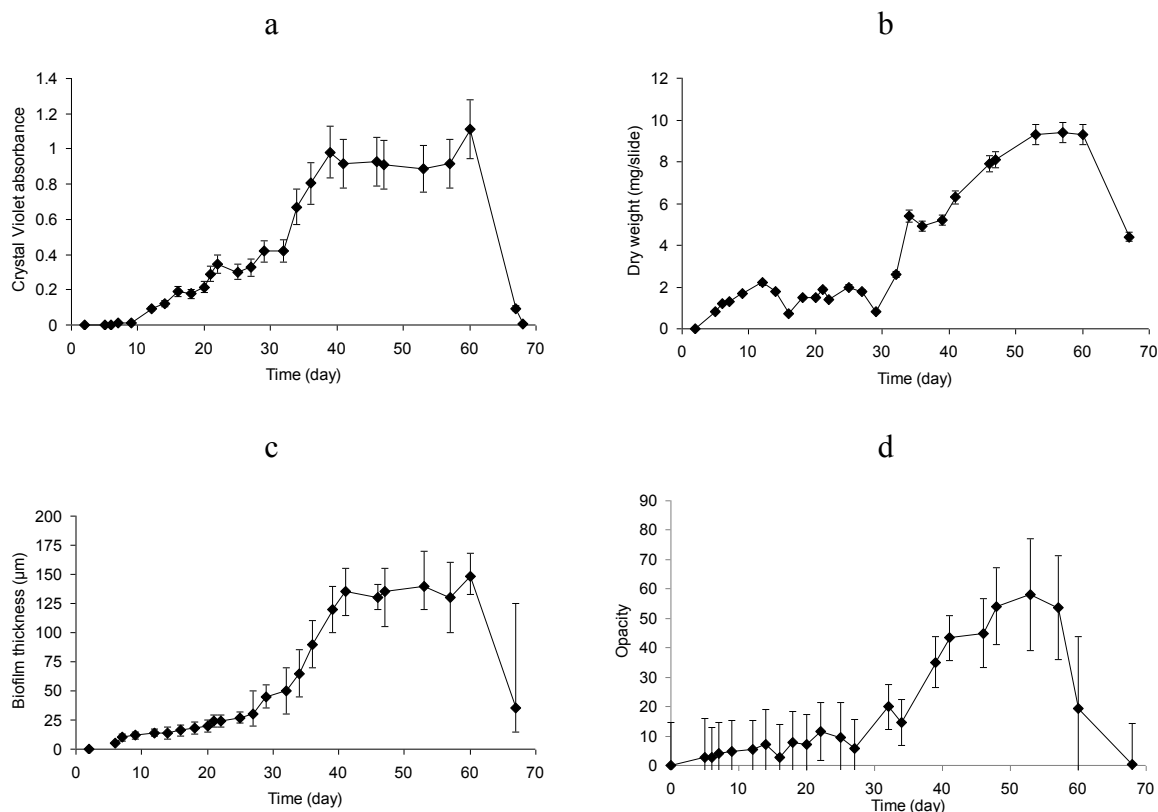 a
b
Crystal Violet absorbance
1.4
1.2
1
0.8
0.6
0.4
0.2
0
0 10 20 30 40 50 60 70
Time (day)
Dry weight (mg/slide)
12
10
8
6
4
2
0
0 10 20 30 40 50 60 70
Time (day)
c
d
Biofilm thickness (µm)
200
175
150
125
100
75
50
25
0
0 10 20 30 40 50 60 70
Time (day)
Opacity
90
80
70
60
50
40
30
20
10
0
0 10 20 30 40 50 60 70
Time (day)